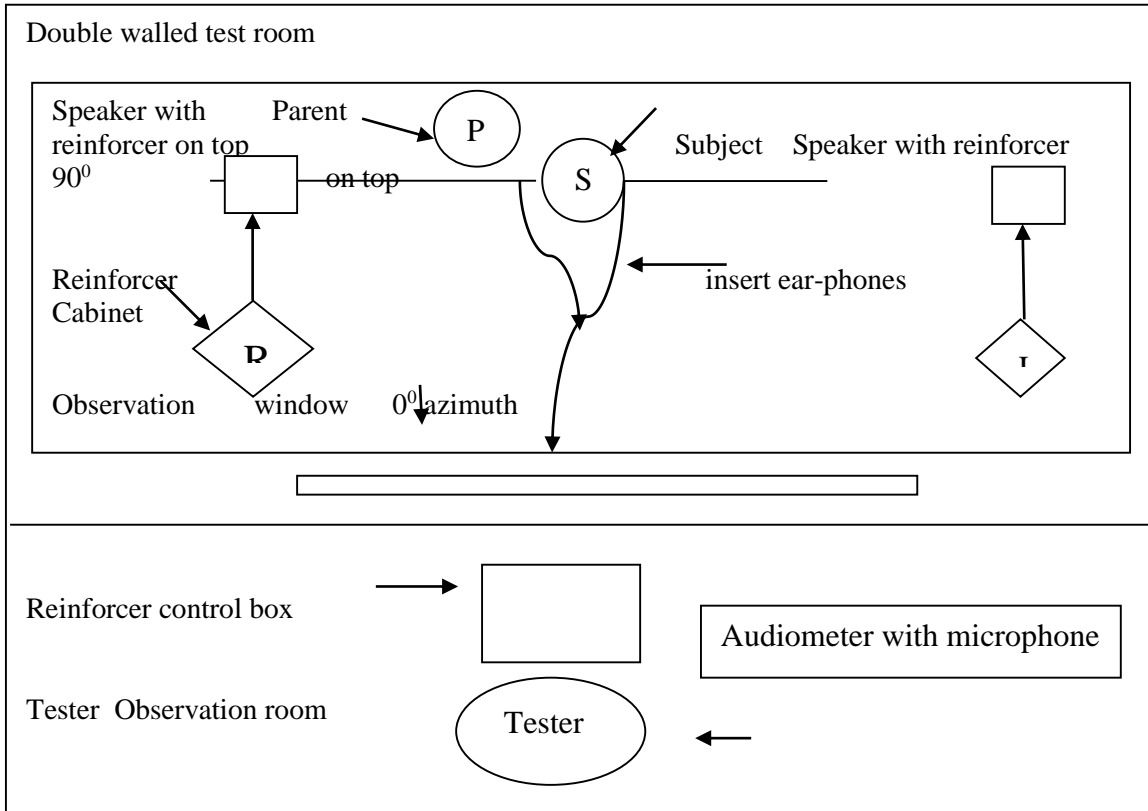 Double walled test room
Speaker with Parent
reinforcer on top P
Subject Speaker with reinforcer
90⁰ on top S
Reinforcer insert ear-phones
Cabinet
R
Observation window 0⁰ azimuth
Reinforcer control box
Audiometer with microphone
Tester Observation room
Tester